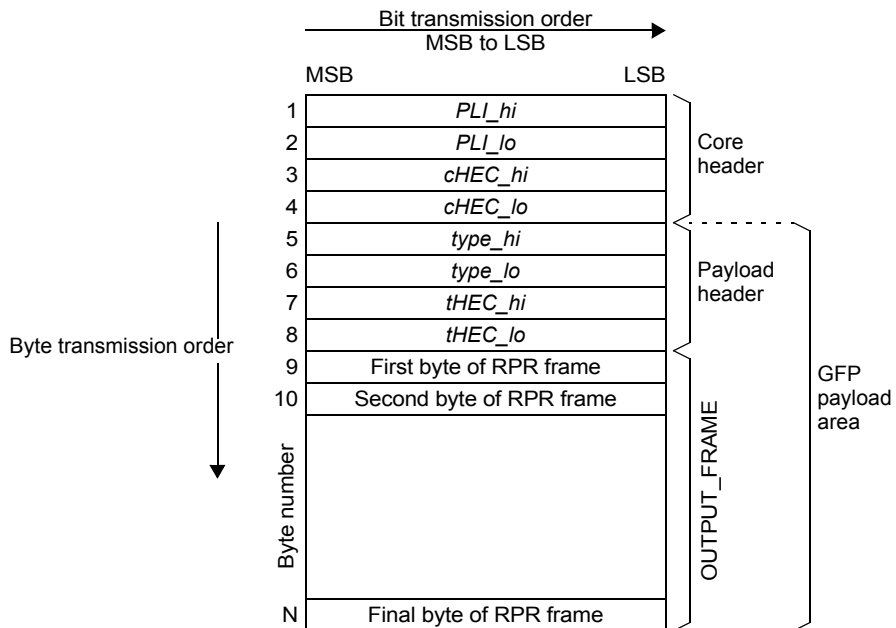 Bit transmission order
MSB to LSB
MSB LSB
1 PLI_hi
2 PLI_lo
3 cHEC_hi
4 cHEC_lo
Core
header
5 type_hi
6 type_lo
7 tHEC_hi
8 tHEC_lo
Payload
header
Byte transmission order
9 First byte of RPR frame
10 Second byte of RPR frame
Byte number
N Final byte of RPR frame
OUTPUT_FRAME
GFP
payload
area